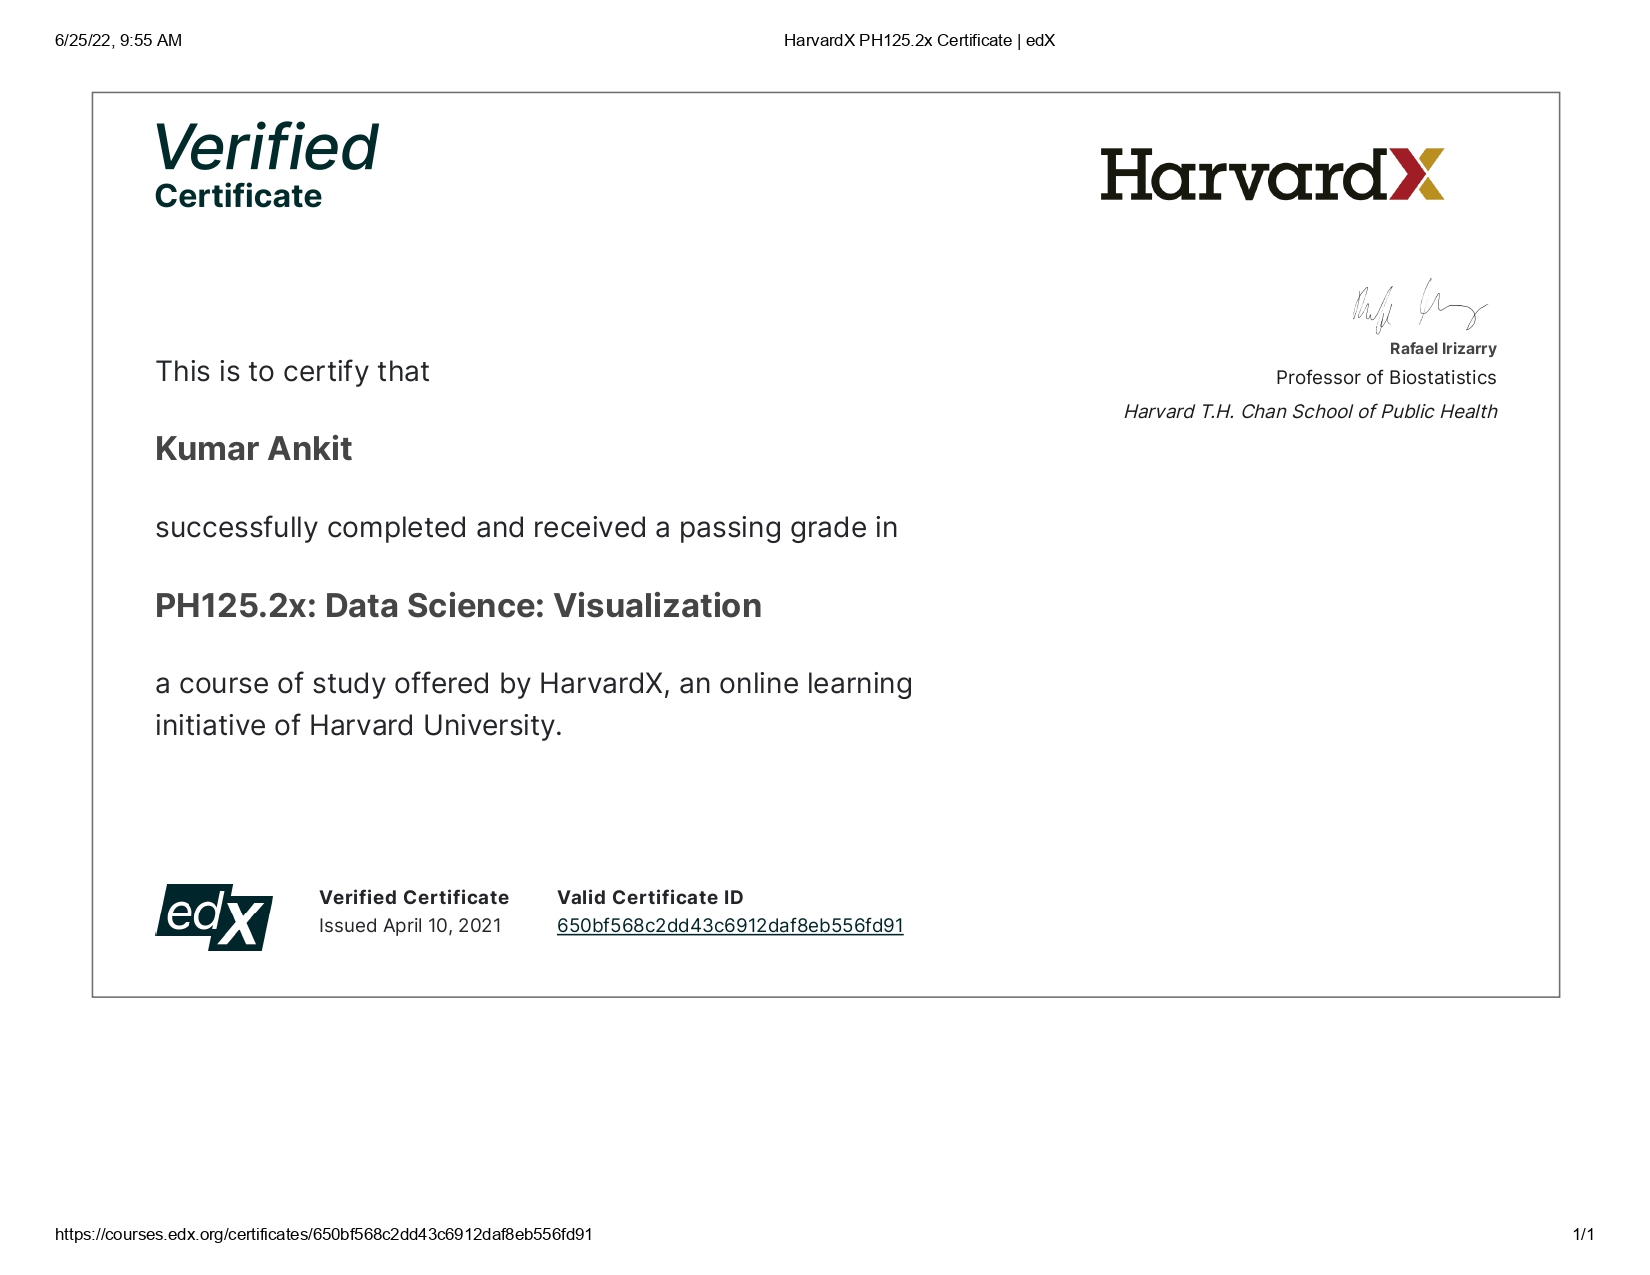 6/25/22, 9:55 AM
HarvardX PH125.2x Certificate | edX
Verified
Certificate
HarvardX
Rafael Irizarry
Professor of Biostatistics
Harvard T.H. Chan School of Public Health
This is to certify that
Kumar Ankit
successfully completed and received a passing grade in
PH125.2x: Data Science: Visualization
a course of study offered by HarvardX, an online learning
initiative of Harvard University.
edX
Verified Certificate
Issued April 10, 2021
Valid Certificate ID
650bf568c2dd43c6912daf8eb556fd91
https://courses.edx.org/certificates/650bf568c2dd43c6912daf8eb556fd91
1/1